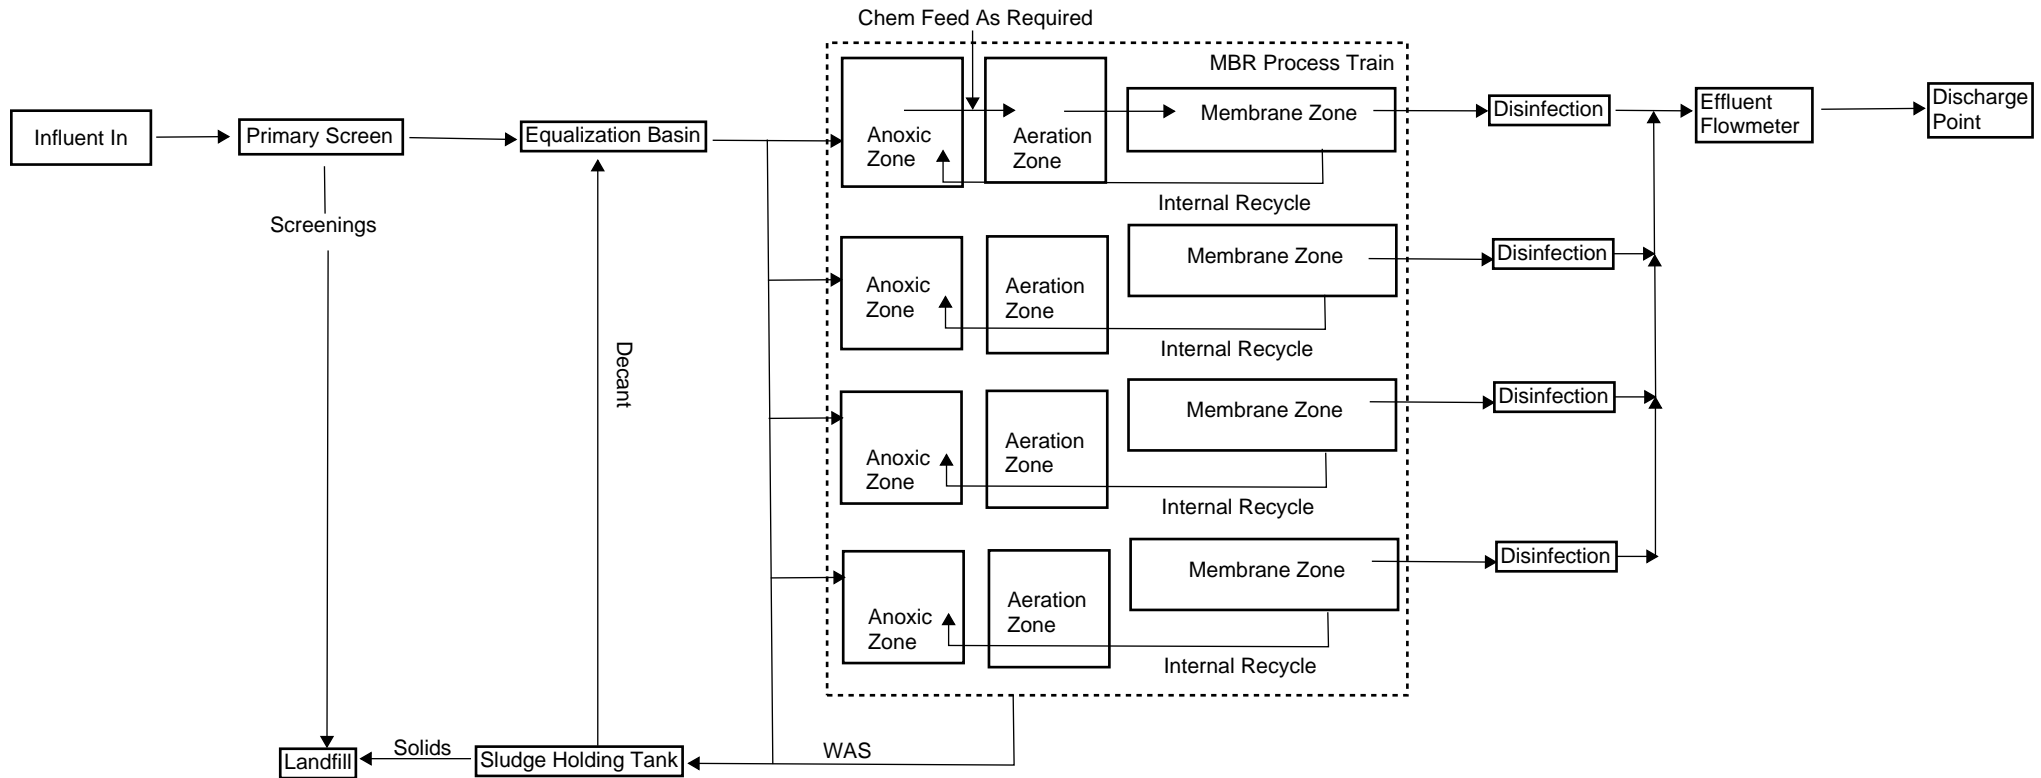 Chem Feed As Required
MBR Process Train
Influent In
Primary Screen
Equalization Basin
Anoxic
Zone
Aeration
Zone
Membrane Zone
Disinfection
Effluent
Flowmeter
Discharge
Point
Internal Recycle
Screenings
Anoxic
Zone
Aeration
Zone
Membrane Zone
Disinfection
Internal Recycle
Decant
Anoxic
Zone
Aeration
Zone
Membrane Zone
Disinfection
Internal Recycle
Anoxic
Zone
Aeration
Zone
Membrane Zone
Disinfection
Internal Recycle
Landfill
Solids
Sludge Holding Tank
WAS